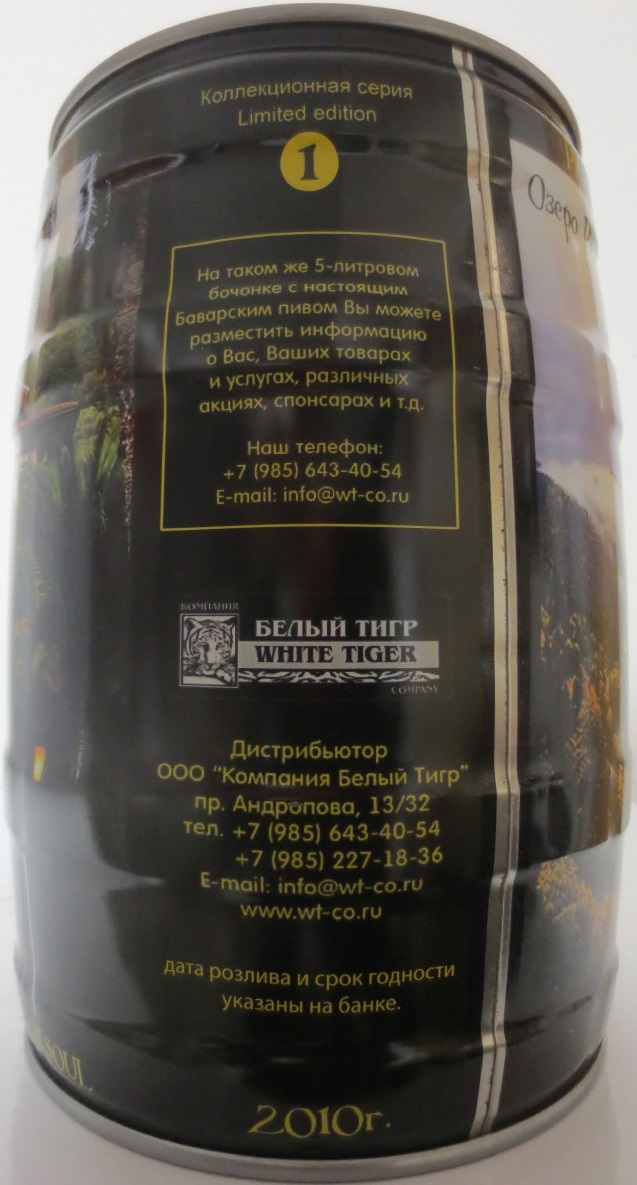 Коллекционная серия
Limited edition
1
На таком же 5-литровом
бочонке с настоящим
Баварским пивом Вы можете
разместить информацию
о Вас, Ваших товарах
и услугах, различных
акциях, спонсарах и т.д.
Наш телефон:
+7 (985) 643-40-54
E-mail: info@wt-co.ru
КОМПАНИЯ
БЕЛЫЙ ТИГР
WHITE TIGER
COMPANY
Дистрибьютор
ООО "Компания Белый Тигр"
пр. Андропова, 13/32
тел. +7 (985) 643-40-54
+7 (985) 227-18-36
E-mail: info@wt-co.ru
www.wt-co.ru
дата розлива и срок годности
указаны на банке.
2010г.
Озеро
SOUL